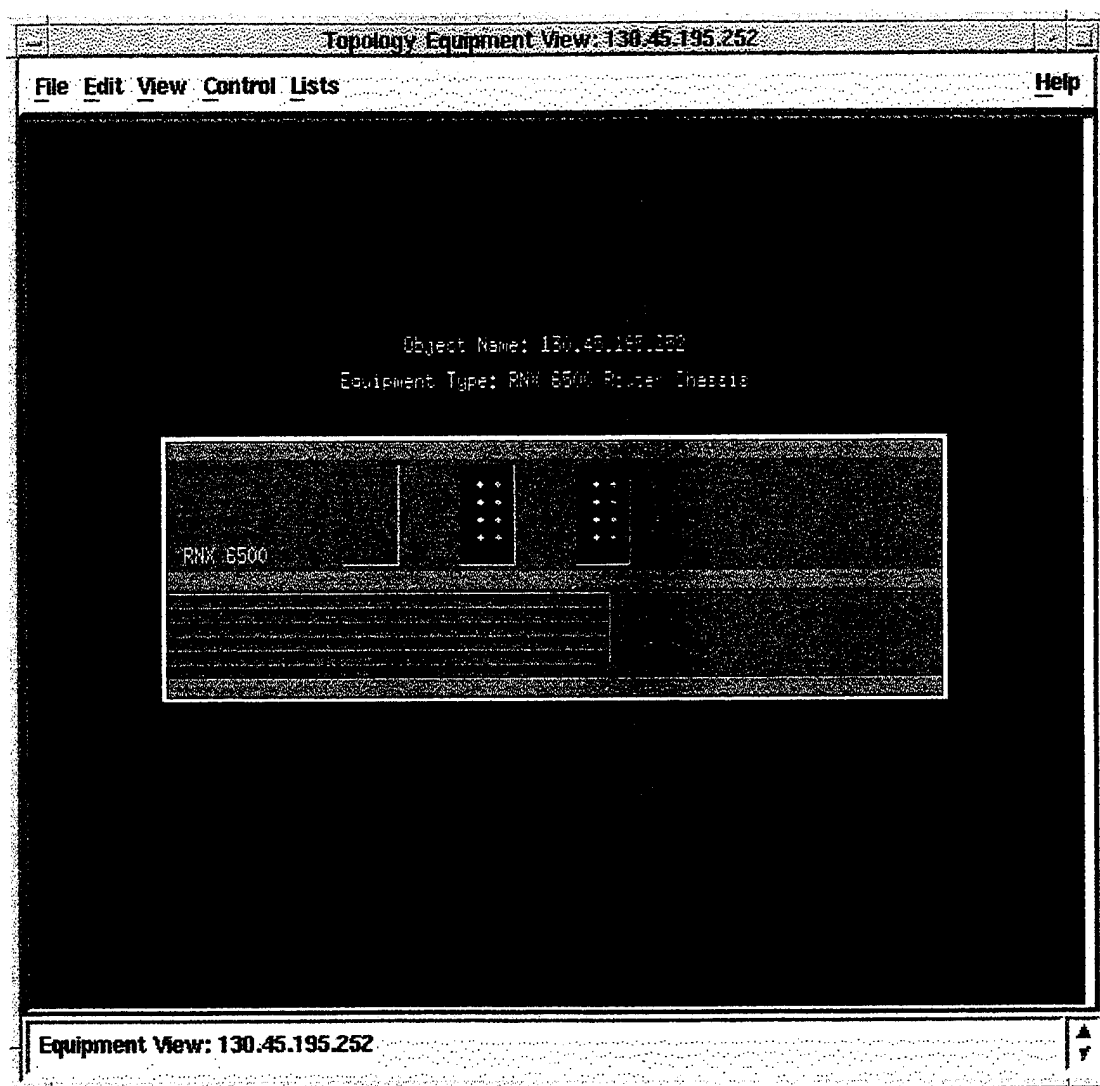 Topology Equipment View: 130.45.195.252
File Edit View Control Lists Help
Object Name: 130.45.195.252
Equipment Type: RNX 6500 Router Chassis
RNX 6500
Equipment View: 130.45.195.252